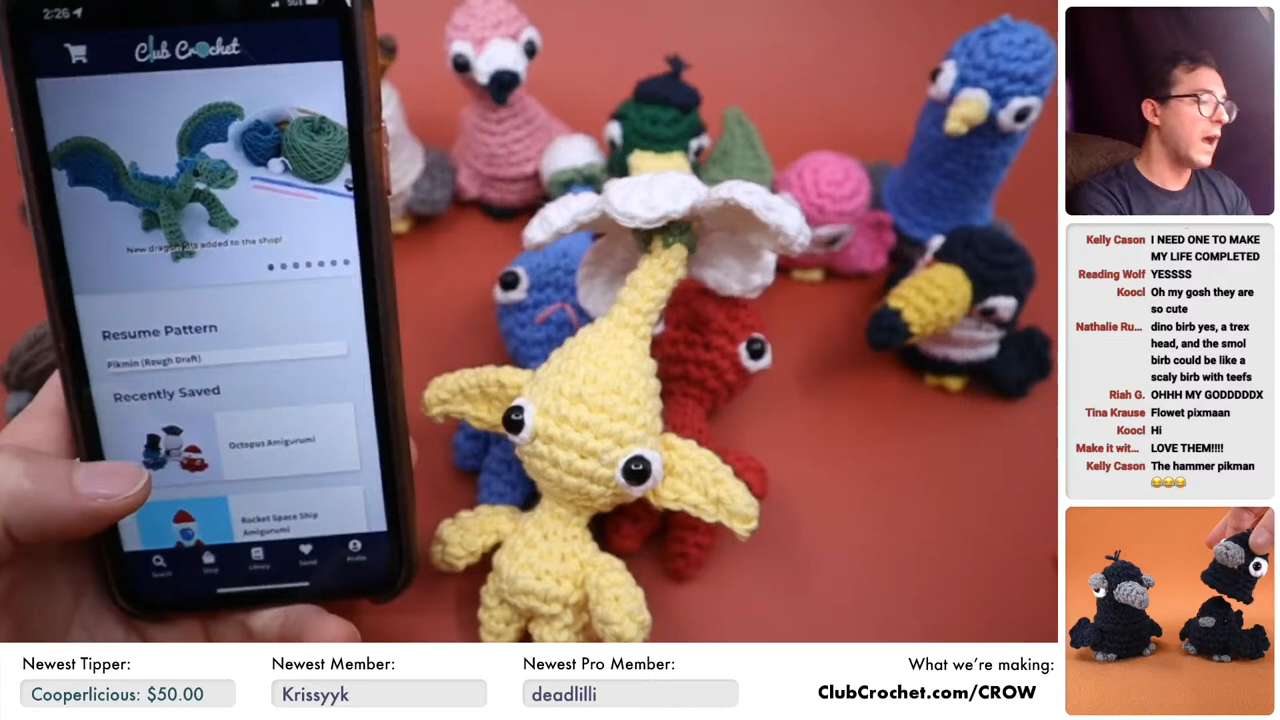 2:26
Club Crochet
New dragon kits added to the shop!
Resume Pattern
Pikmin (Rough Draft)
Recently Saved
Octopus Amigurumi
Rocket Space Ship
Amigurumi
Search
Shop
Library
Saved
Profile
Kelly Cason I NEED ONE TO MAKE
MY LIFE COMPLETED
Reading Wolf YESSSS
Koocl Oh my gosh they are
so cute
Nathalie Ru... dino birb yes, a trex
head, and the smol
birb could be like a
scaly birb with teefs
Riah G. OHHH MY GODDDDDX
Tina Krause Flowet pixmaan
Koocl Hi
Make it wit... LOVE THEM!!!!
Kelly Cason The hammer pikman
😂😂😂
Newest Tipper:
Cooperlicious: $50.00
Newest Member:
Krissyyk
Newest Pro Member:
deadlilli
What we're making:
ClubCrochet.com/CROW